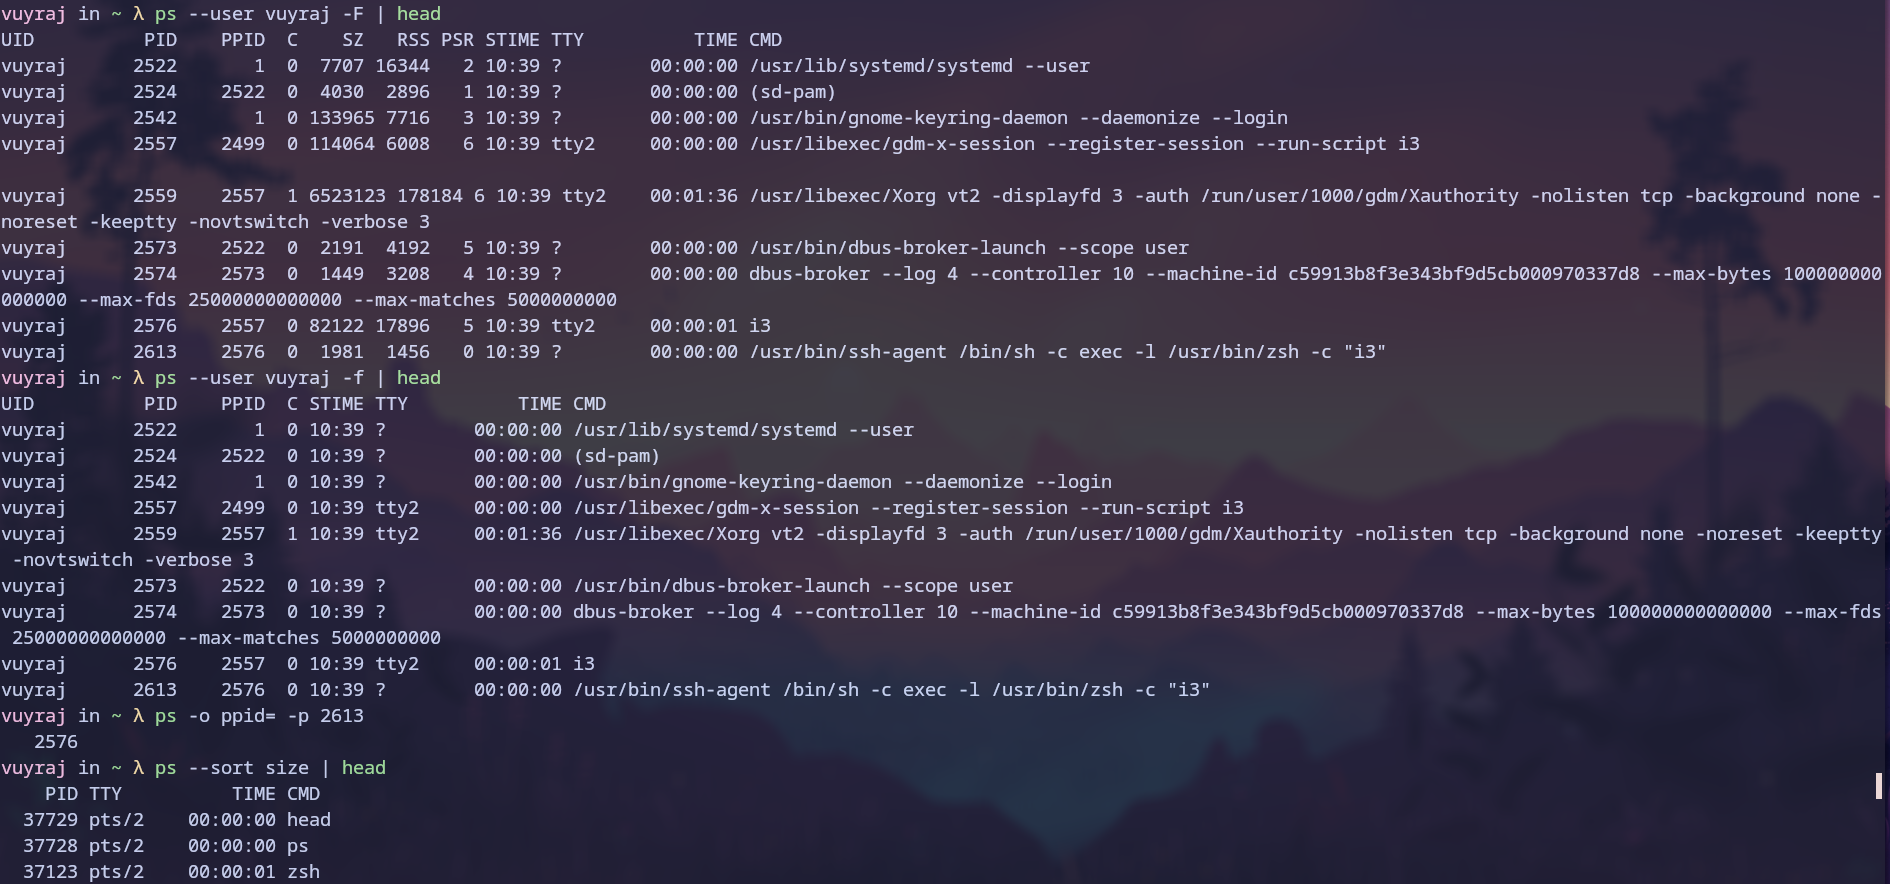 vuyraj in ~ λ ps --user vuyraj -F | head
UID          PID    PPID  C    SZ   RSS PSR STIME TTY          TIME CMD
vuyraj      2522       1  0  7707 16344   2 10:39 ?        00:00:00 /usr/lib/systemd/systemd --user
vuyraj      2524    2522  0  4030  2896   1 10:39 ?        00:00:00 (sd-pam)
vuyraj      2542       1  0 133965 7716   3 10:39 ?        00:00:00 /usr/bin/gnome-keyring-daemon --daemonize --login
vuyraj      2557    2499  0 114064 6008   6 10:39 tty2     00:00:00 /usr/libexec/gdm-x-session --register-session --run-script i3
vuyraj      2559    2557  1 6523123 178184 6 10:39 tty2    00:01:36 /usr/libexec/Xorg vt2 -displayfd 3 -auth /run/user/1000/gdm/Xauthority -nolisten tcp -background none -
noreset -keeptty -novtswitch -verbose 3
vuyraj      2573    2522  0  2191  4192   5 10:39 ?        00:00:00 /usr/bin/dbus-broker-launch --scope user
vuyraj      2574    2573  0  1449  3208   4 10:39 ?        00:00:00 dbus-broker --log 4 --controller 10 --machine-id c59913b8f3e343bf9d5cb000970337d8 --max-bytes 100000000
000000 --max-fds 25000000000000 --max-matches 5000000000
vuyraj      2576    2557  0 82122 17896   5 10:39 tty2     00:00:01 i3
vuyraj      2613    2576  0  1981  1456   0 10:39 ?        00:00:00 /usr/bin/ssh-agent /bin/sh -c exec -l /usr/bin/zsh -c "i3"
vuyraj in ~ λ ps --user vuyraj -f | head
UID          PID    PPID  C STIME TTY          TIME CMD
vuyraj      2522       1  0 10:39 ?        00:00:00 /usr/lib/systemd/systemd --user
vuyraj      2524    2522  0 10:39 ?        00:00:00 (sd-pam)
vuyraj      2542       1  0 10:39 ?        00:00:00 /usr/bin/gnome-keyring-daemon --daemonize --login
vuyraj      2557    2499  0 10:39 tty2     00:00:00 /usr/libexec/gdm-x-session --register-session --run-script i3
vuyraj      2559    2557  1 10:39 tty2     00:01:36 /usr/libexec/Xorg vt2 -displayfd 3 -auth /run/user/1000/gdm/Xauthority -nolisten tcp -background none -noreset -keeptty
 -novtswitch -verbose 3
vuyraj      2573    2522  0 10:39 ?        00:00:00 /usr/bin/dbus-broker-launch --scope user
vuyraj      2574    2573  0 10:39 ?        00:00:00 dbus-broker --log 4 --controller 10 --machine-id c59913b8f3e343bf9d5cb000970337d8 --max-bytes 100000000000000 --max-fds
 25000000000000 --max-matches 5000000000
vuyraj      2576    2557  0 10:39 tty2     00:00:01 i3
vuyraj      2613    2576  0 10:39 ?        00:00:00 /usr/bin/ssh-agent /bin/sh -c exec -l /usr/bin/zsh -c "i3"
vuyraj in ~ λ ps -o ppid= -p 2613
   2576
vuyraj in ~ λ ps --sort size | head
    PID TTY          TIME CMD
  37729 pts/2    00:00:00 head
  37728 pts/2    00:00:00 ps
  37123 pts/2    00:00:01 zsh